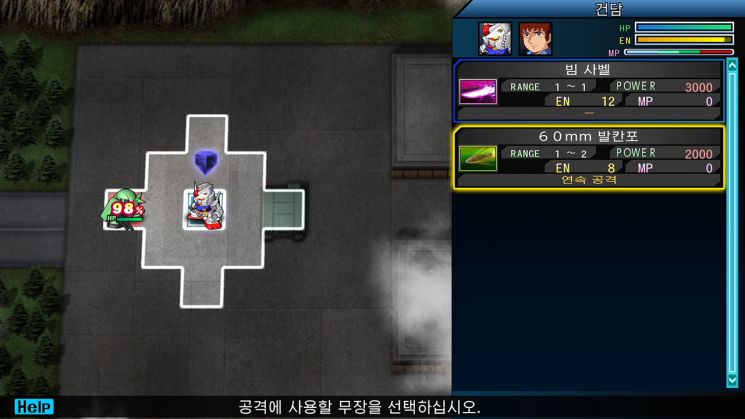 건담
HP
EN
MP
빔 사벨
RANGE 1 ~ 1 POWER 3000
EN 12 MP 0
—
６０mm 발칸포
RANGE 1 ~ 2 POWER 2000
EN 8 MP 0
연속 공격
98%
HP
Help 공격에 사용할 무장을 선택하십시오.